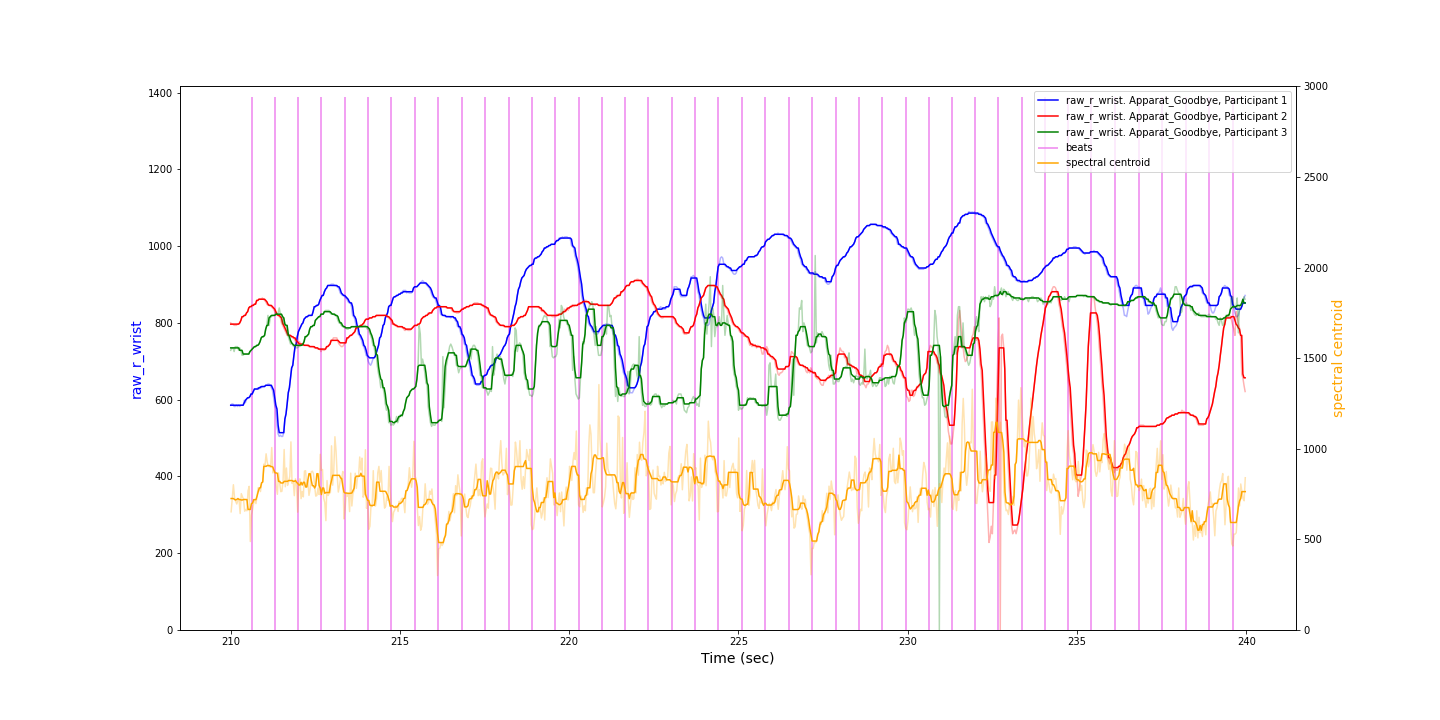 1400
1200
1000
800
600
400
200
0
raw_r_wrist
3000
2500
2000
1500
1000
500
0
spectral centroid
raw_r_wrist. Apparat_Goodbye, Participant 1
raw_r_wrist. Apparat_Goodbye, Participant 2
raw_r_wrist. Apparat_Goodbye, Participant 3
beats
spectral centroid
210 215 220 225 230 235 240
Time (sec)